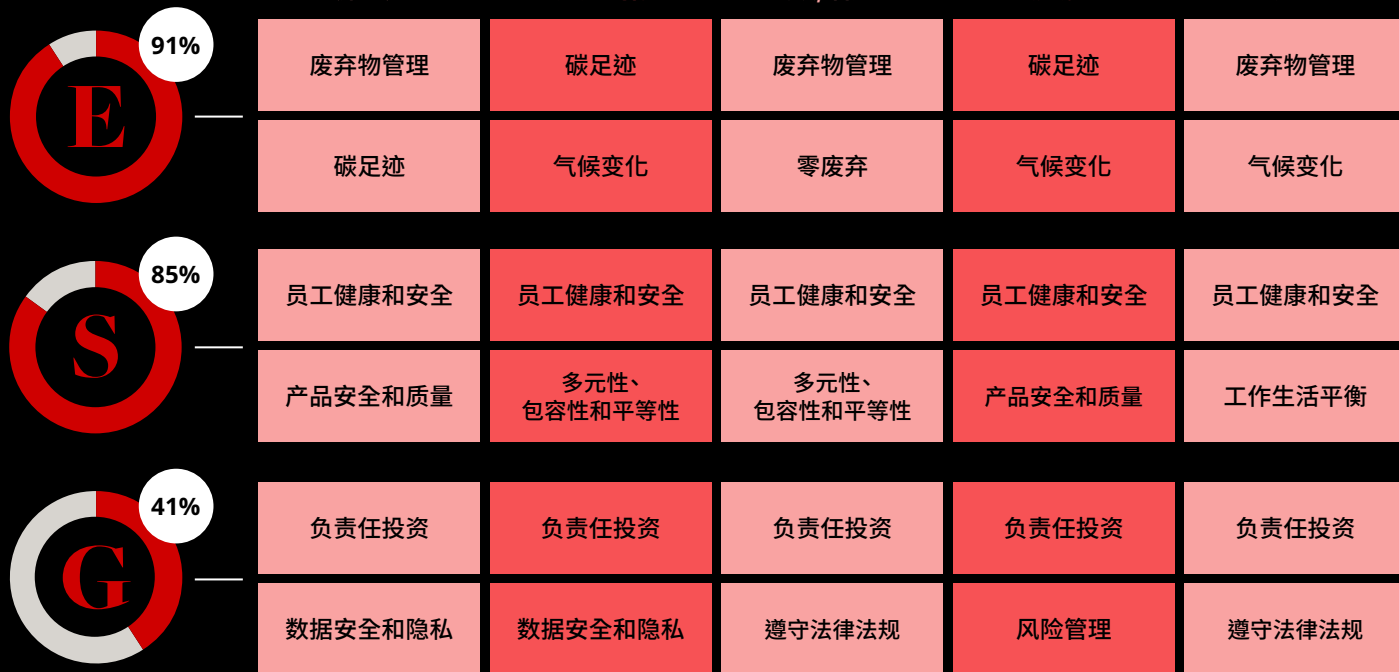 91%
E
废弃物管理
碳足迹
废弃物管理
碳足迹
废弃物管理
碳足迹
气候变化
零废弃
气候变化
气候变化
85%
S
员工健康和安全
员工健康和安全
员工健康和安全
员工健康和安全
员工健康和安全
产品安全和质量
多元性、
包容性和平等性
多元性、
包容性和平等性
产品安全和质量
工作生活平衡
41%
G
负责任投资
负责任投资
负责任投资
负责任投资
负责任投资
数据安全和隐私
数据安全和隐私
遵守法律法规
风险管理
遵守法律法规